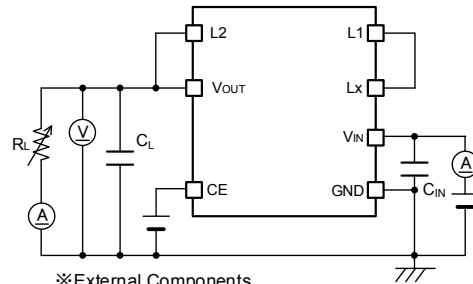 L2 L1
VOUT Lx
RL V CL VIN A
CE GND CIN
A
※External Components